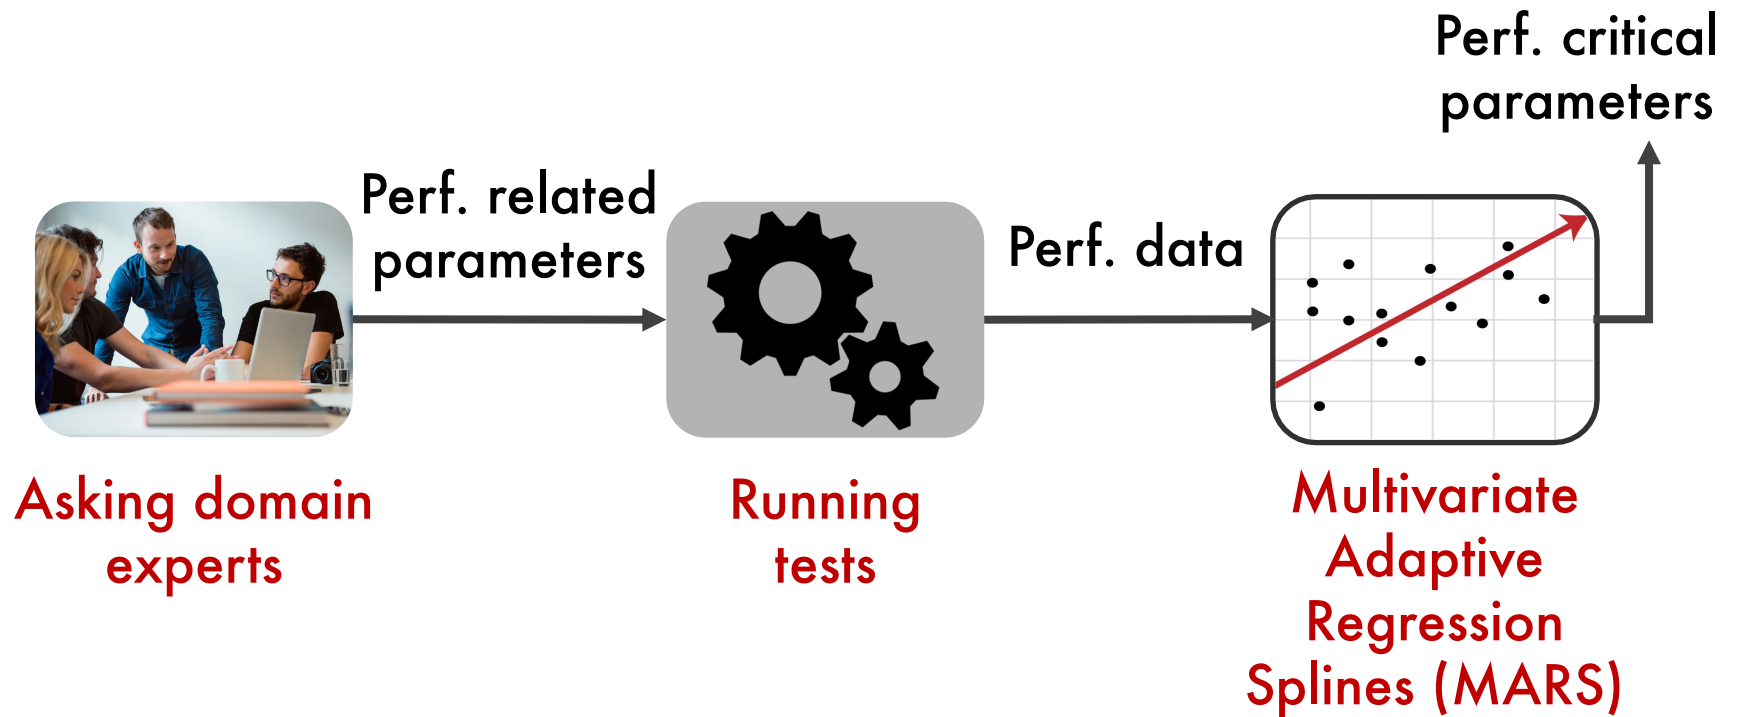 Perf. critical
parameters
Perf. related
parameters
Perf. data
Asking domain
experts
Running
tests
Multivariate
Adaptive
Regression
Splines (MARS)